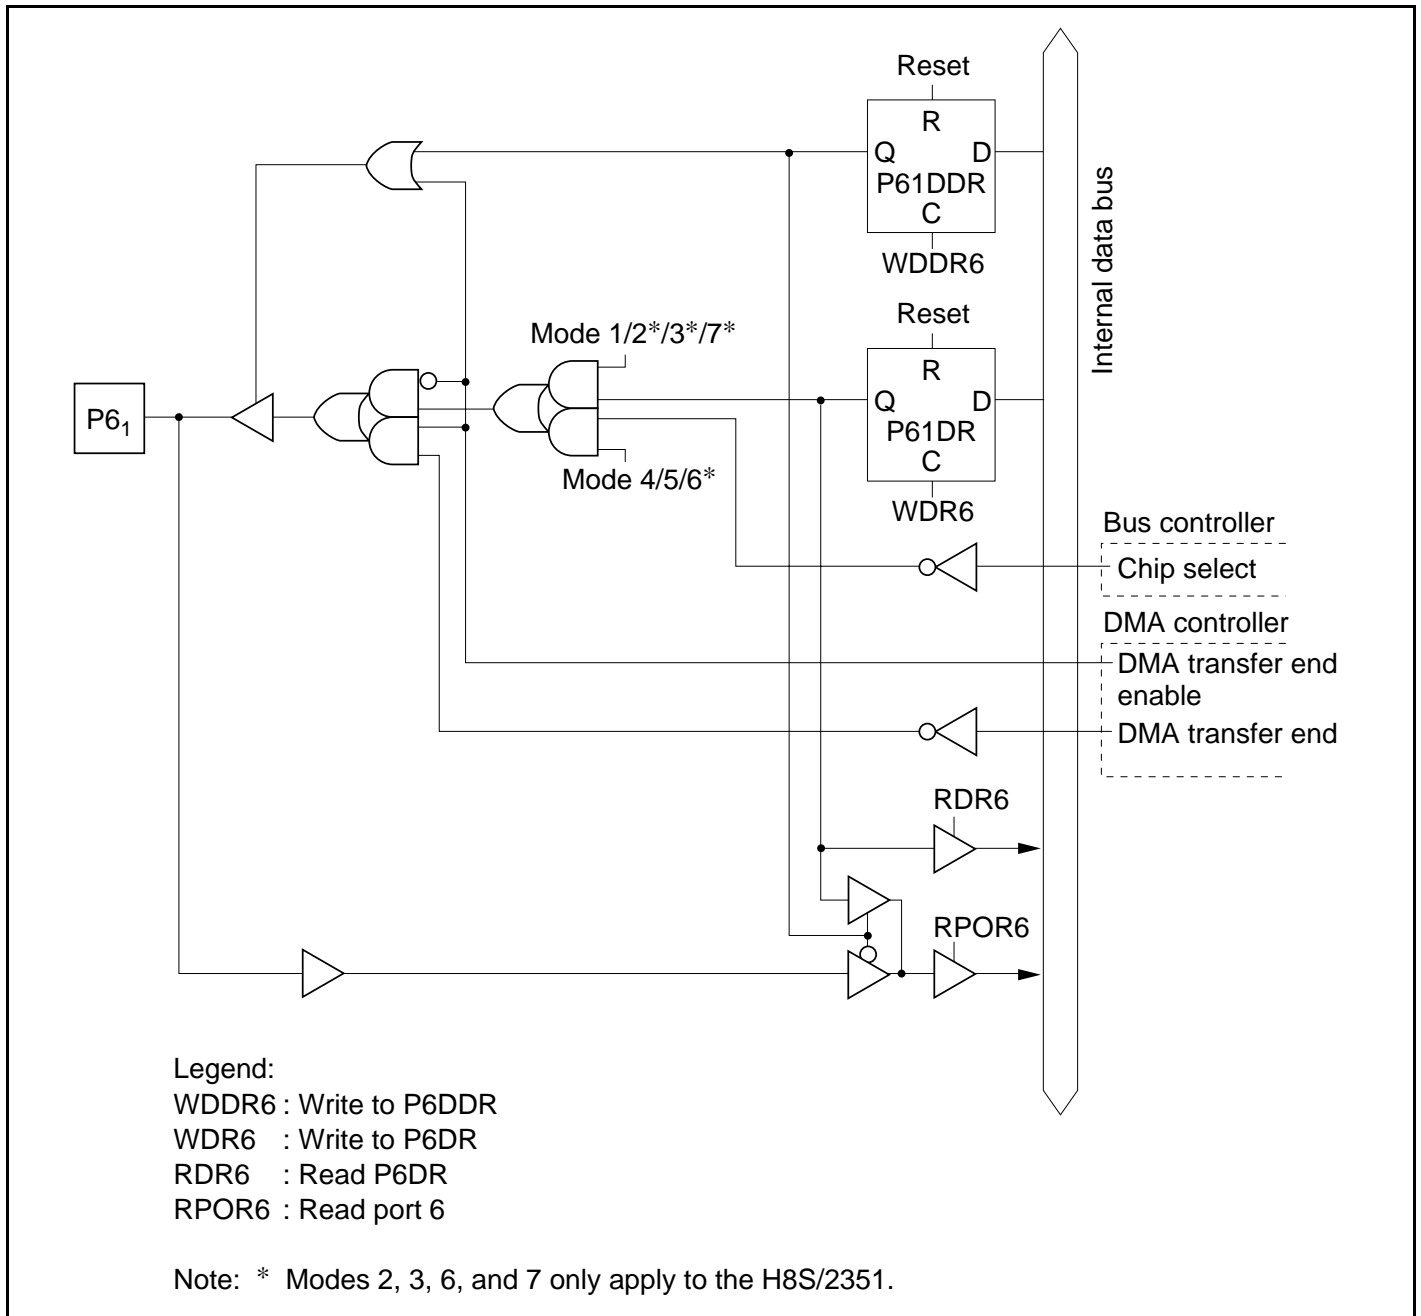 Reset
R
Q D
P61DDR
C
WDDR6
Internal data bus
Reset
Mode 1/2*/3*/7*
R
Q D
P6₁
P61DR
C
Mode 4/5/6*
WDR6
Bus controller
Chip select
DMA controller
DMA transfer end
enable
DMA transfer end
RDR6
RPOR6
Legend:
WDDR6 : Write to P6DDR
WDR6 : Write to P6DR
RDR6 : Read P6DR
RPOR6 : Read port 6
Note: * Modes 2, 3, 6, and 7 only apply to the H8S/2351.